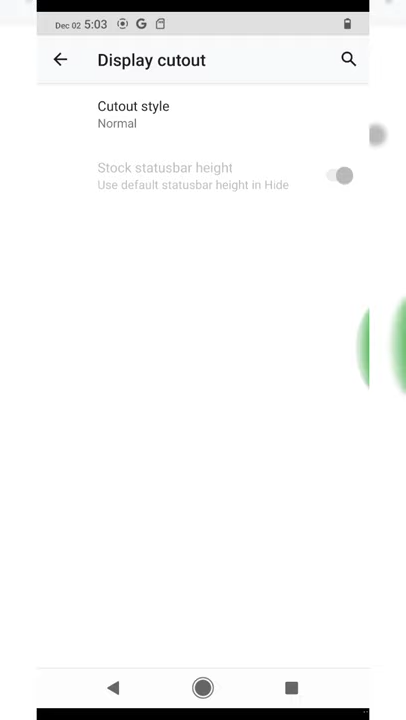 Dec 02 5:03 G
Display cutout
Cutout style
Normal
Stock statusbar height
Use default statusbar height in Hide